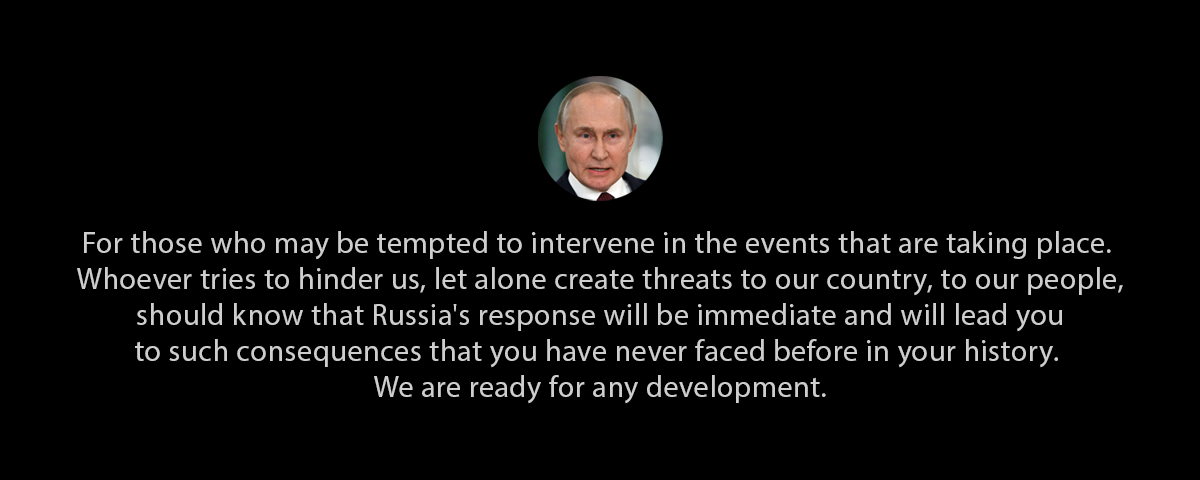 For those who may be tempted to intervene in the events that are taking place.
Whoever tries to hinder us, let alone create threats to our country, to our people,
should know that Russia's response will be immediate and will lead you
to such consequences that you have never faced before in your history.
We are ready for any development.